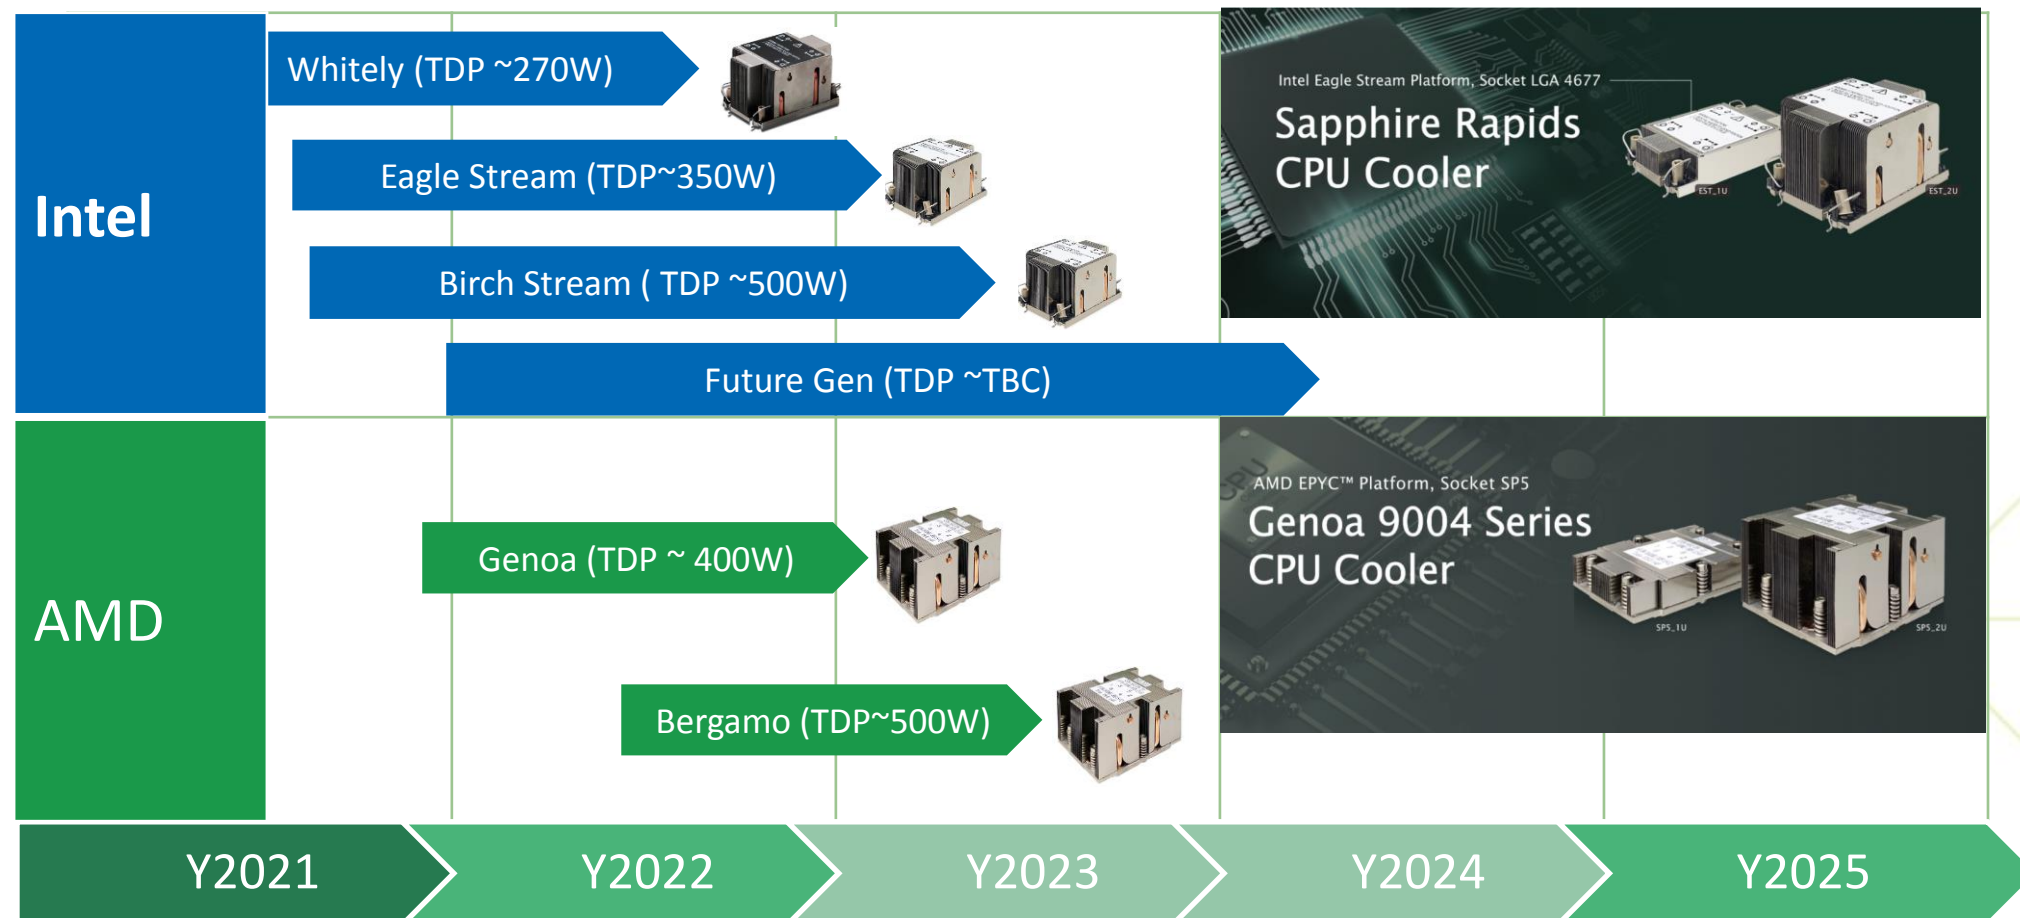 Intel
Whitely (TDP ~270W)
Eagle Stream (TDP~350W)
Birch Stream ( TDP ~500W)
Future Gen (TDP ~TBC)
Intel Eagle Stream Platform, Socket LGA 4677
Sapphire Rapids
CPU Cooler
EST_1U
EST_2U
AMD
Genoa (TDP ~ 400W)
Bergamo (TDP~500W)
CPU
AMD EPYC™ Platform, Socket SP5
Genoa 9004 Series
CPU Cooler
SP5_1U
SP5_2U
Y2021
Y2022
Y2023
Y2024
Y2025